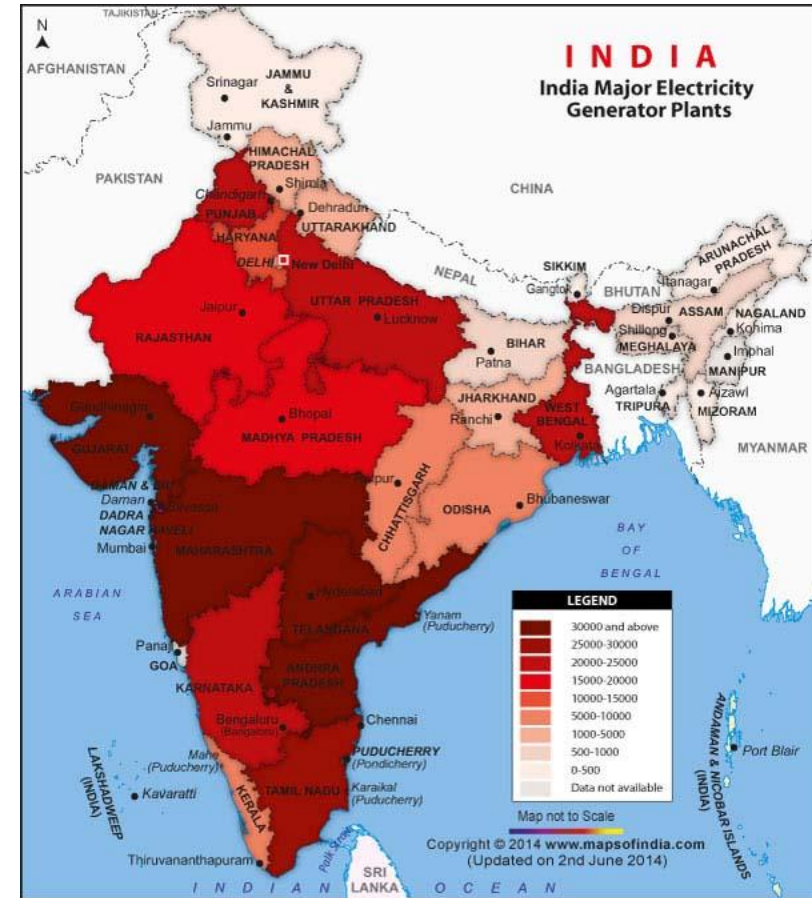 TAJIKISTAN
N
AFGHANISTAN
INDIA
India Major Electricity
Generator Plants
JAMMU
&
KASHMIR
Srinagar
Jammu
HIMACHAL
PRADESH
Shimla
PAKISTAN
CHINA
Chandigarh
PUNJAB
Dehradun
UTTARAKHAND
HARYANA
DELHI
New Delhi
NEPAL
SIKKIM
Gangtok
BHUTAN
ARUNACHAL
PRADESH
Itanagar
Dispur
ASSAM
NAGALAND
Kohima
Shillong
MEGHALAYA
Imphal
MANIPUR
BANGLADESH
Agartala
TRIPURA
Aizawl
MIZORAM
MYANMAR
Jaipur
RAJASTHAN
UTTAR PRADESH
Lucknow
BIHAR
Patna
JHARKHAND
Ranchi
WEST
BENGAL
Kolkata
Gandhinagar
GUJARAT
Bhopal
MADHYA PRADESH
Raipur
CHHATTISGARH
ODISHA
Bhubaneswar
DAMAN & DIU
Daman
DADRA
NAGAR HAVELI
Mumbai
MAHARASHTRA
BAY
OF
BENGAL
ARABIAN
SEA
Hyderabad
TELANGANA
Yanam
(Puducherry)
Panaji
GOA
KARNATAKA
ANDHRA
PRADESH
Bengaluru
(Bangaloru)
Chennai
Mahe
(Puducherry)
PUDUCHERRY
(Pondicherry)
Karaikal
(Puducherry)
TAMIL NADU
KERALA
LAKSHADWEEP
(INDIA)
Kavaratti
Thiruvananthapuram
Palk Strait
SRI
LANKA
INDIAN OCEAN
LEGEND
30000 and above
25000-30000
20000-25000
15000-20000
10000-15000
5000-10000
1000-5000
500-1000
0-500
Data not available
Map not to Scale
Copyright © 2014 www.mapsofindia.com
(Updated on 2nd June 2014)
ANDAMAN & NICOBAR ISLANDS
(INDIA)
Port Blair